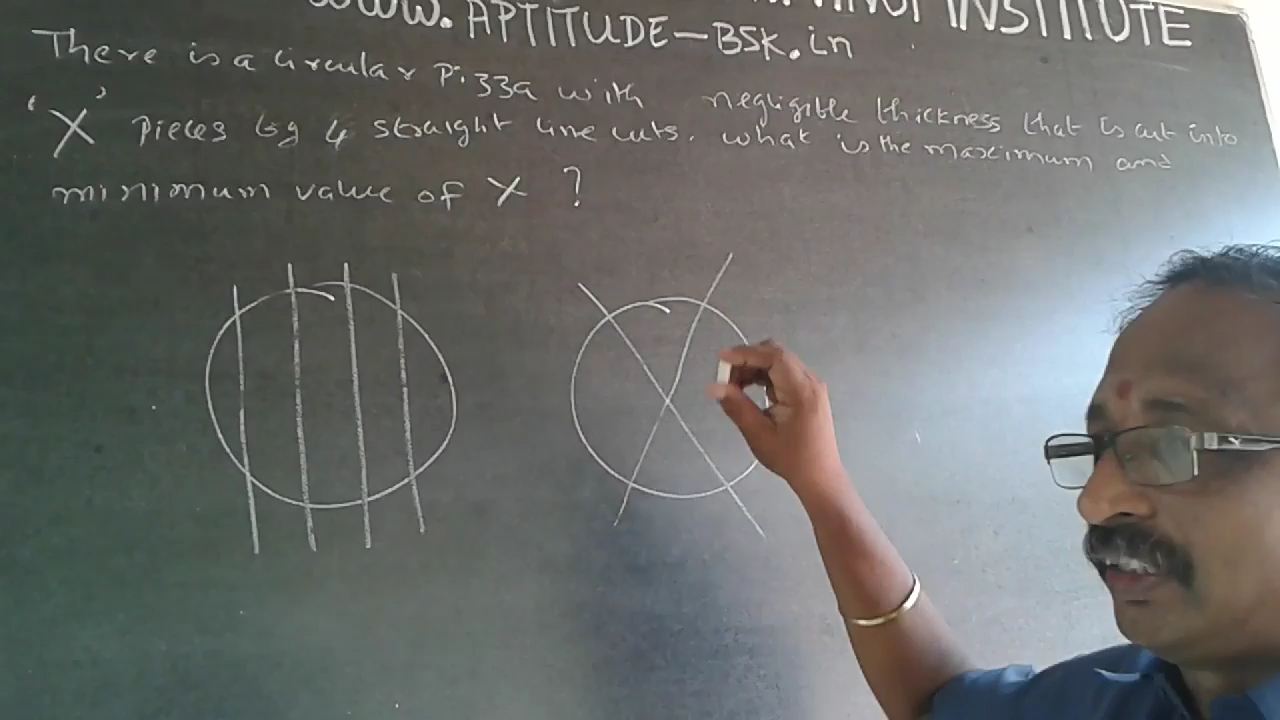 www. APTITUDE-BSK.in INSTITUTE
There is a circular Pizza with negligible thickness that is cut into
'X' pieces by 4 straight line cuts. What is the maximum and
minimum value of X ?